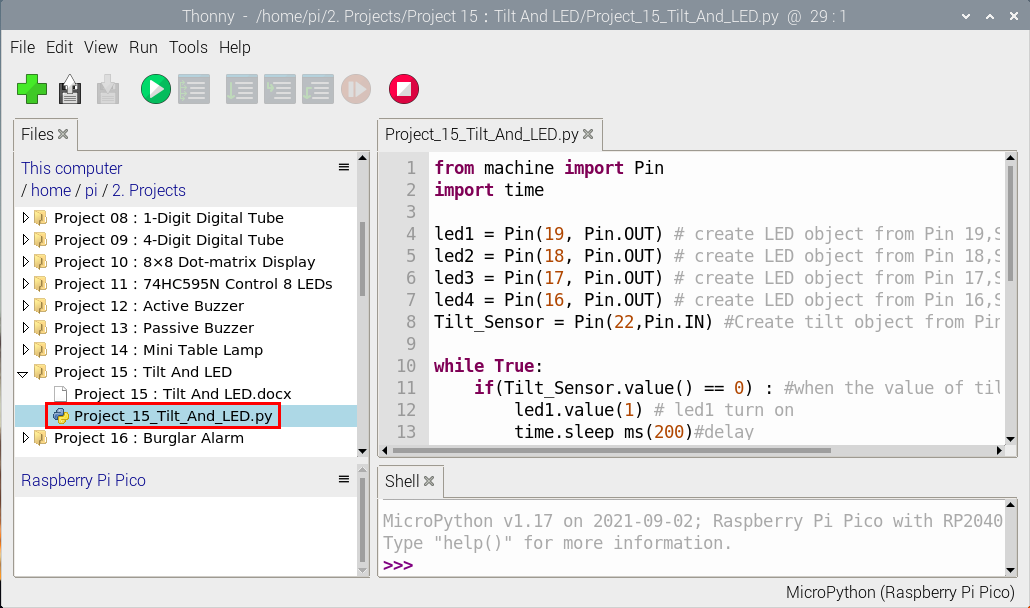 Thonny - /home/pi/2. Projects/Project 15 : Tilt And LED/Project_15_Tilt_And_LED.py @ 29 : 1
File Edit View Run Tools Help
Files
This computer
/ home / pi / 2. Projects
Project 08 : 1-Digit Digital Tube
Project 09 : 4-Digit Digital Tube
Project 10 : 8×8 Dot-matrix Display
Project 11 : 74HC595N Control 8 LEDs
Project 12 : Active Buzzer
Project 13 : Passive Buzzer
Project 14 : Mini Table Lamp
Project 15 : Tilt And LED
Project 15 : Tilt And LED.docx
Project_15_Tilt_And_LED.py
Project 16 : Burglar Alarm
Raspberry Pi Pico
Project_15_Tilt_And_LED.py
1 from machine import Pin
2 import time
3
4 led1 = Pin(19, Pin.OUT) # create LED object from Pin 19,S
5 led2 = Pin(18, Pin.OUT) # create LED object from Pin 18,S
6 led3 = Pin(17, Pin.OUT) # create LED object from Pin 17,S
7 led4 = Pin(16, Pin.OUT) # create LED object from Pin 16,S
8 Tilt_Sensor = Pin(22,Pin.IN) #Create tilt object from Pin
9
10 while True:
11 if(Tilt_Sensor.value() == 0) : #when the value of til
12 led1.value(1) # led1 turn on
13 time.sleep_ms(200)#delay
Shell
MicroPython v1.17 on 2021-09-02; Raspberry Pi Pico with RP2040
Type "help()" for more information.
>>>
MicroPython (Raspberry Pi Pico)